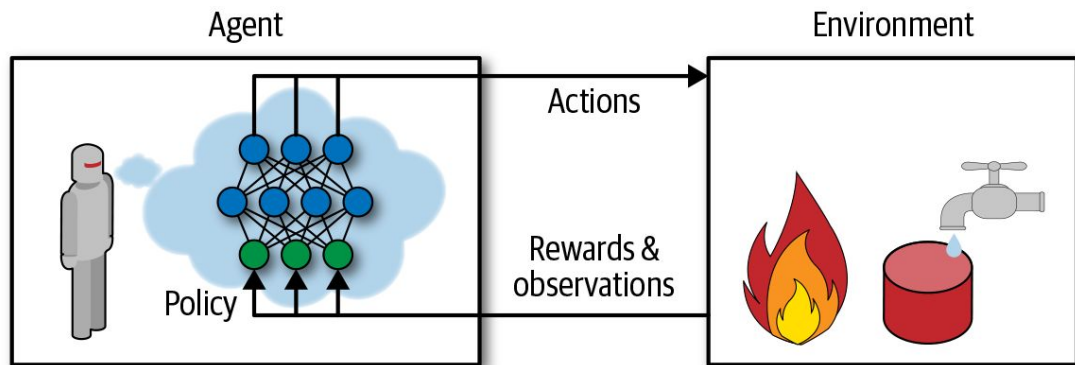 Agent
Environment
Actions
Rewards &
observations
Policy